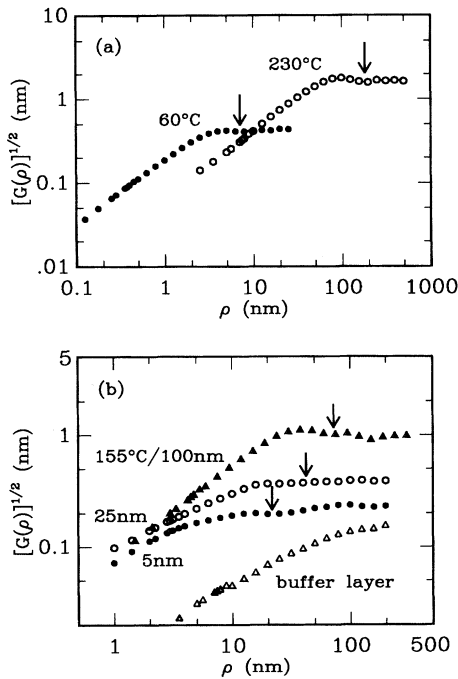 10
(a)
230°C
1
60°C
[G(ρ)]1/2 (nm)
0.1
.01
0.1
1
10
100
1000
ρ (nm)
5
(b)
1
155°C/100nm
[G(ρ)]1/2 (nm)
25nm
0.1
5nm
buffer layer
1
10
100
500
ρ (nm)